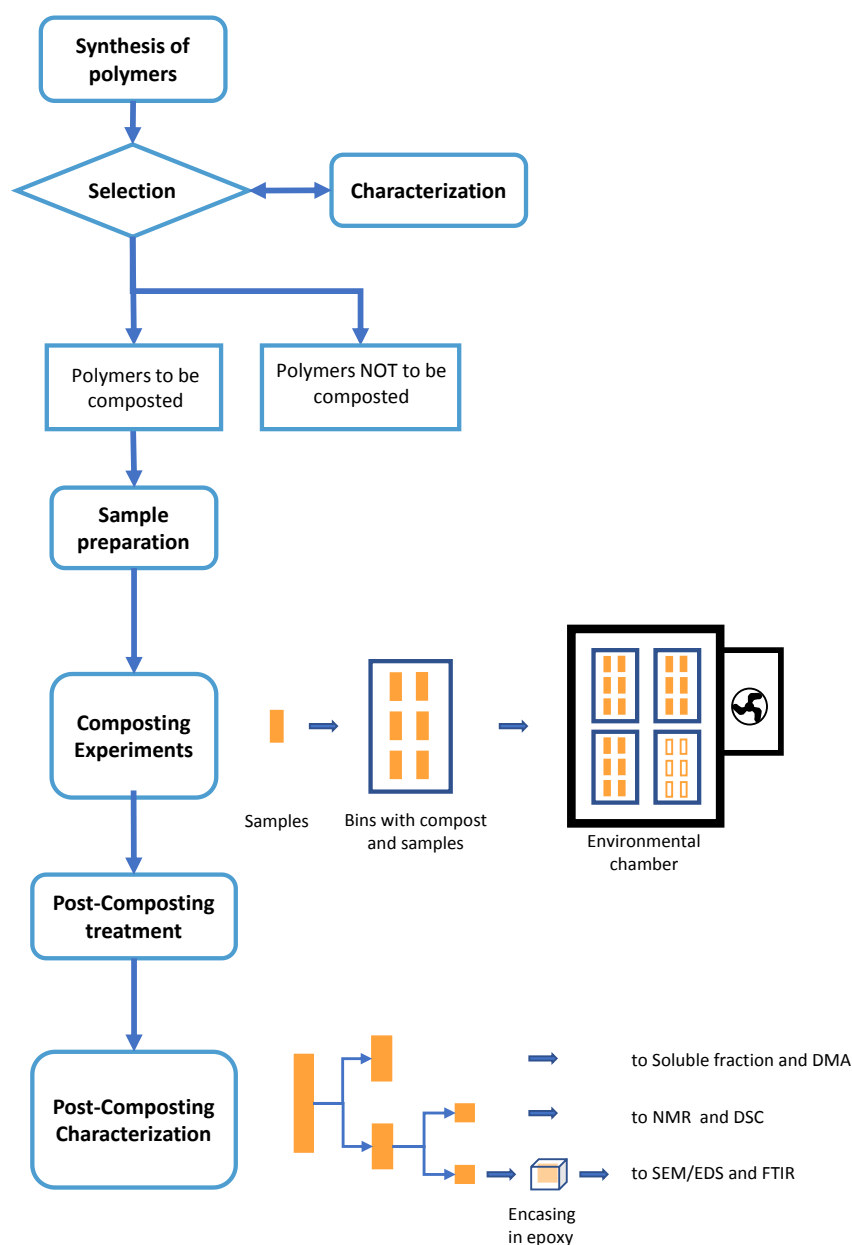 Synthesis of
polymers
Selection
Characterization
Polymers to be
composted
Polymers NOT to be
composted
Sample
preparation
Composting
Experiments
Samples
Bins with compost
and samples
Environmental
chamber
Post-Composting
treatment
Post-Composting
Characterization
to Soluble fraction and DMA
to NMR and DSC
to SEM/EDS and FTIR
Encasing
in epoxy